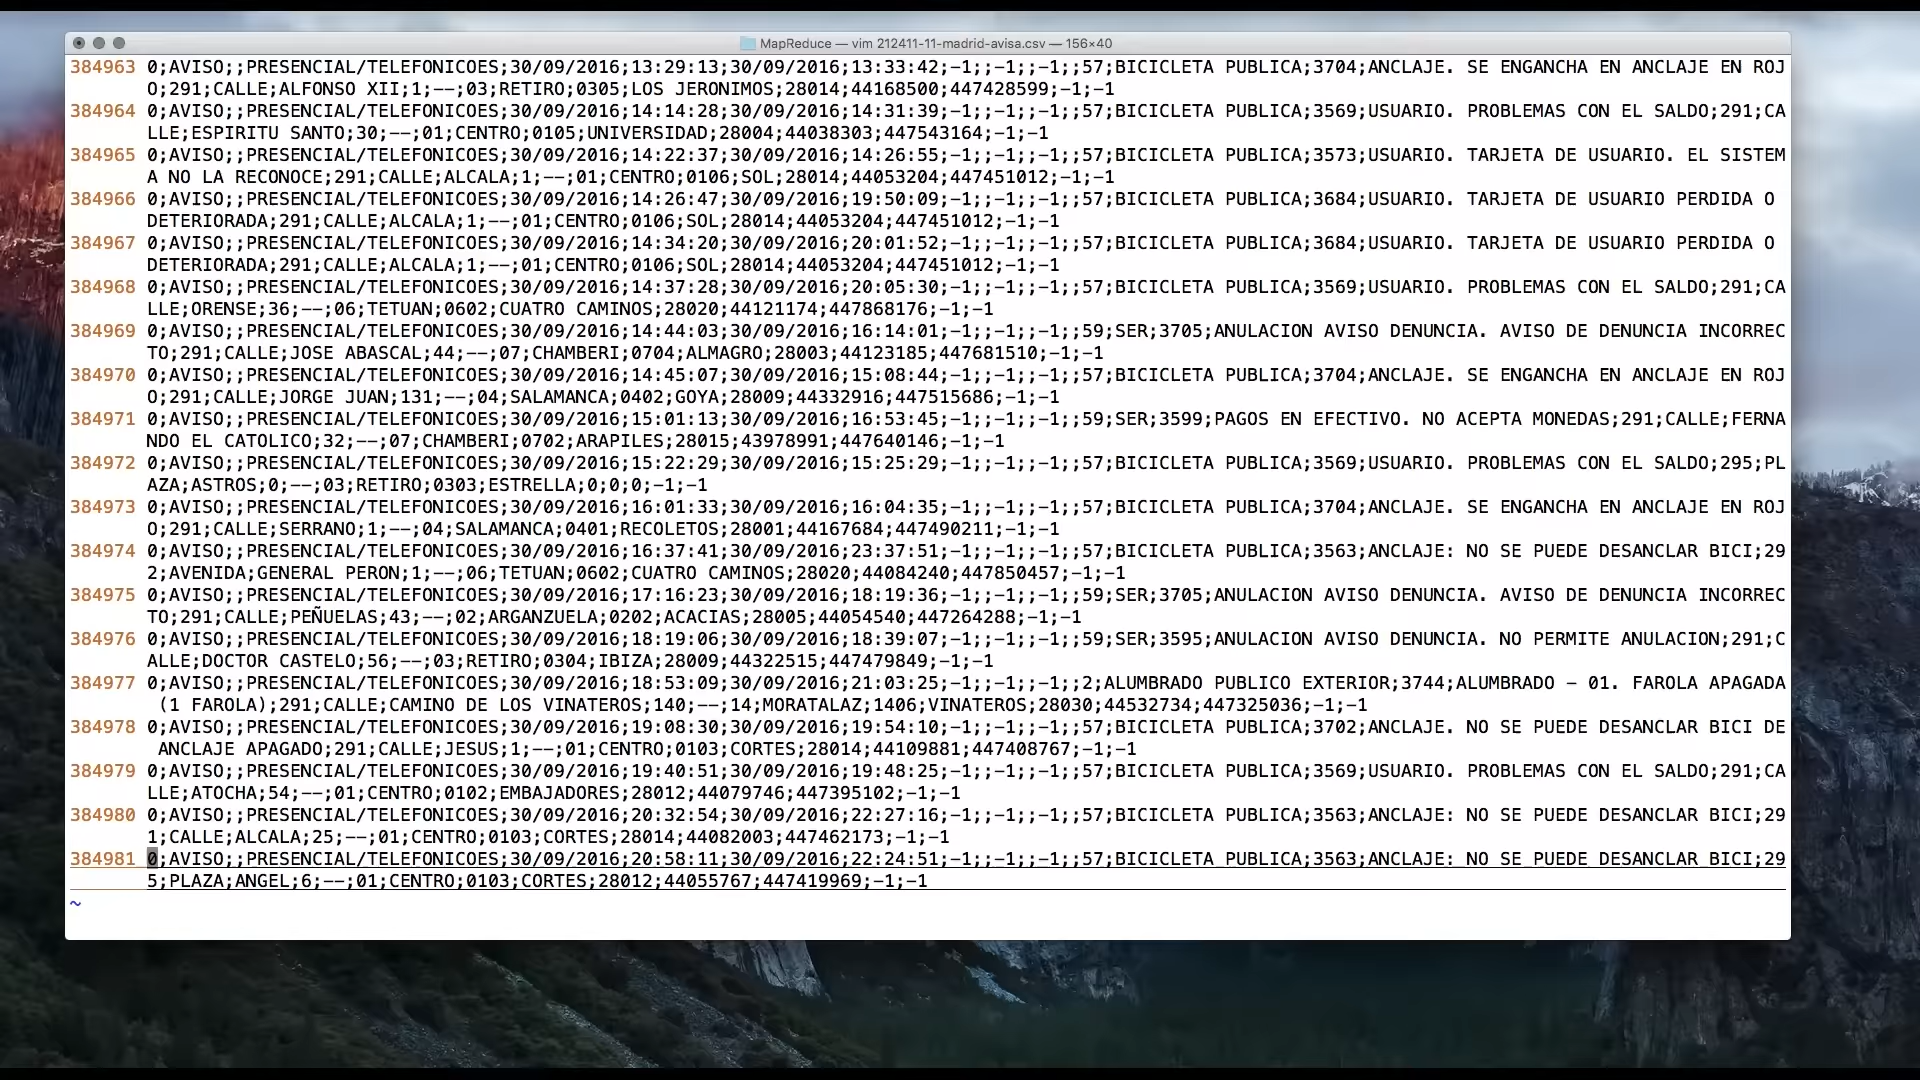 MapReduce — vim 212411-11-madrid-avisa.csv — 156×40
384963 0;AVISO;;PRESENCIAL/TELEFONICOES;30/09/2016;13:29:13;30/09/2016;13:33:42;-1;;-1;;-1;;57;BICICLETA PUBLICA;3704;ANCLAJE. SE ENGANCHA EN ANCLAJE EN ROJ
O;291;CALLE;ALFONSO XII;1;--;03;RETIRO;0305;LOS JERONIMOS;28014;44168500;447428599;-1;-1
384964 0;AVISO;;PRESENCIAL/TELEFONICOES;30/09/2016;14:14:28;30/09/2016;14:31:39;-1;;-1;;-1;;57;BICICLETA PUBLICA;3569;USUARIO. PROBLEMAS CON EL SALDO;291;CA
LLE;ESPIRITU SANTO;30;--;01;CENTRO;0105;UNIVERSIDAD;28004;44038303;447543164;-1;-1
384965 0;AVISO;;PRESENCIAL/TELEFONICOES;30/09/2016;14:22:37;30/09/2016;14:26:55;-1;;-1;;-1;;57;BICICLETA PUBLICA;3573;USUARIO. TARJETA DE USUARIO. EL SISTEM
A NO LA RECONOCE;291;CALLE;ALCALA;1;--;01;CENTRO;0106;SOL;28014;44053204;447451012;-1;-1
384966 0;AVISO;;PRESENCIAL/TELEFONICOES;30/09/2016;14:26:47;30/09/2016;19:50:09;-1;;-1;;-1;;57;BICICLETA PUBLICA;3684;USUARIO. TARJETA DE USUARIO PERDIDA O
DETERIORADA;291;CALLE;ALCALA;1;--;01;CENTRO;0106;SOL;28014;44053204;447451012;-1;-1
384967 0;AVISO;;PRESENCIAL/TELEFONICOES;30/09/2016;14:34:20;30/09/2016;20:01:52;-1;;-1;;-1;;57;BICICLETA PUBLICA;3684;USUARIO. TARJETA DE USUARIO PERDIDA O
DETERIORADA;291;CALLE;ALCALA;1;--;01;CENTRO;0106;SOL;28014;44053204;447451012;-1;-1
384968 0;AVISO;;PRESENCIAL/TELEFONICOES;30/09/2016;14:37:28;30/09/2016;20:05:30;-1;;-1;;-1;;57;BICICLETA PUBLICA;3569;USUARIO. PROBLEMAS CON EL SALDO;291;CA
LLE;ORENSE;36;--;06;TETUAN;0602;CUATRO CAMINOS;28020;44121174;447868176;-1;-1
384969 0;AVISO;;PRESENCIAL/TELEFONICOES;30/09/2016;14:44:03;30/09/2016;16:14:01;-1;;-1;;-1;;59;SER;3705;ANULACION AVISO DENUNCIA. AVISO DE DENUNCIA INCORREC
TO;291;CALLE;JOSE ABASCAL;44;--;07;CHAMBERI;0704;ALMAGRO;28003;44123185;447681510;-1;-1
384970 0;AVISO;;PRESENCIAL/TELEFONICOES;30/09/2016;14:45:07;30/09/2016;15:08:44;-1;;-1;;-1;;57;BICICLETA PUBLICA;3704;ANCLAJE. SE ENGANCHA EN ANCLAJE EN ROJ
O;291;CALLE;JORGE JUAN;131;--;04;SALAMANCA;0402;GOYA;28009;44332916;447515686;-1;-1
384971 0;AVISO;;PRESENCIAL/TELEFONICOES;30/09/2016;15:01:13;30/09/2016;16:53:45;-1;;-1;;-1;;59;SER;3599;PAGOS EN EFECTIVO. NO ACEPTA MONEDAS;291;CALLE;FERNA
NDO EL CATOLICO;32;--;07;CHAMBERI;0702;ARAPILES;28015;43978991;447640146;-1;-1
384972 0;AVISO;;PRESENCIAL/TELEFONICOES;30/09/2016;15:22:29;30/09/2016;15:25:29;-1;;-1;;-1;;57;BICICLETA PUBLICA;3569;USUARIO. PROBLEMAS CON EL SALDO;295;PL
AZA;ASTROS;0;--;03;RETIRO;0303;ESTRELLA;0;0;0;-1;-1
384973 0;AVISO;;PRESENCIAL/TELEFONICOES;30/09/2016;16:01:33;30/09/2016;16:04:35;-1;;-1;;-1;;57;BICICLETA PUBLICA;3704;ANCLAJE. SE ENGANCHA EN ANCLAJE EN ROJ
O;291;CALLE;SERRANO;1;--;04;SALAMANCA;0401;RECOLETOS;28001;44167684;447490211;-1;-1
384974 0;AVISO;;PRESENCIAL/TELEFONICOES;30/09/2016;16:37:41;30/09/2016;23:37:51;-1;;-1;;-1;;57;BICICLETA PUBLICA;3563;ANCLAJE: NO SE PUEDE DESANCLAR BICI;29
2;AVENIDA;GENERAL PERON;1;--;06;TETUAN;0602;CUATRO CAMINOS;28020;44084240;447850457;-1;-1
384975 0;AVISO;;PRESENCIAL/TELEFONICOES;30/09/2016;17:16:23;30/09/2016;18:19:36;-1;;-1;;-1;;59;SER;3705;ANULACION AVISO DENUNCIA. AVISO DE DENUNCIA INCORREC
TO;291;CALLE;PEÑUELAS;43;--;02;ARGANZUELA;0202;ACACIAS;28005;44054540;447264288;-1;-1
384976 0;AVISO;;PRESENCIAL/TELEFONICOES;30/09/2016;18:19:06;30/09/2016;18:39:07;-1;;-1;;-1;;59;SER;3595;ANULACION AVISO DENUNCIA. NO PERMITE ANULACION;291;C
ALLE;DOCTOR CASTELO;56;--;03;RETIRO;0304;IBIZA;28009;44322515;447479849;-1;-1
384977 0;AVISO;;PRESENCIAL/TELEFONICOES;30/09/2016;18:53:09;30/09/2016;21:03:25;-1;;-1;;-1;;2;ALUMBRADO PUBLICO EXTERIOR;3744;ALUMBRADO - 01. FAROLA APAGADA
(1 FAROLA);291;CALLE;CAMINO DE LOS VINATEROS;140;--;14;MORATALAZ;1406;VINATEROS;28030;44532734;447325036;-1;-1
384978 0;AVISO;;PRESENCIAL/TELEFONICOES;30/09/2016;19:08:30;30/09/2016;19:54:10;-1;;-1;;-1;;57;BICICLETA PUBLICA;3702;ANCLAJE. NO SE PUEDE DESANCLAR BICI DE
ANCLAJE APAGADO;291;CALLE;JESUS;1;--;01;CENTRO;0103;CORTES;28014;44109881;447408767;-1;-1
384979 0;AVISO;;PRESENCIAL/TELEFONICOES;30/09/2016;19:40:51;30/09/2016;19:48:25;-1;;-1;;-1;;57;BICICLETA PUBLICA;3569;USUARIO. PROBLEMAS CON EL SALDO;291;CA
LLE;ATOCHA;54;--;01;CENTRO;0102;EMBAJADORES;28012;44079746;447395102;-1;-1
384980 0;AVISO;;PRESENCIAL/TELEFONICOES;30/09/2016;20:32:54;30/09/2016;22:27:16;-1;;-1;;-1;;57;BICICLETA PUBLICA;3563;ANCLAJE: NO SE PUEDE DESANCLAR BICI;29
1;CALLE;ALCALA;25;--;01;CENTRO;0103;CORTES;28014;44082003;447462173;-1;-1
384981 0;AVISO;;PRESENCIAL/TELEFONICOES;30/09/2016;20:58:11;30/09/2016;22:24:51;-1;;-1;;-1;;57;BICICLETA PUBLICA;3563;ANCLAJE: NO SE PUEDE DESANCLAR BICI;29
5;PLAZA;ANGEL;6;--;01;CENTRO;0103;CORTES;28012;44055767;447419969;-1;-1
~